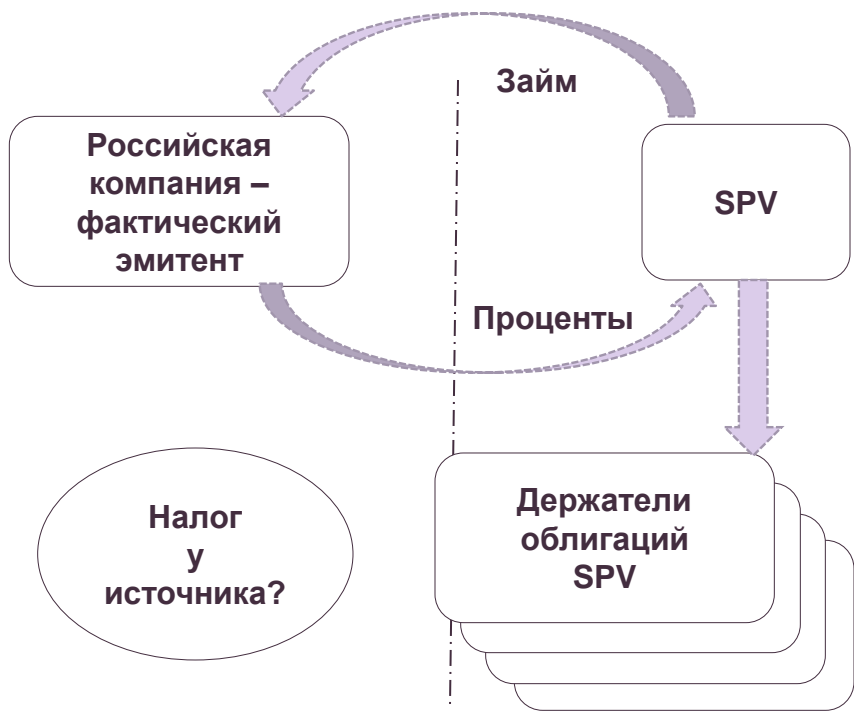 Займ
Российская
компания –
фактический
эмитент
SPV
Проценты
Налог
у
источника?
Держатели
облигаций
SPV